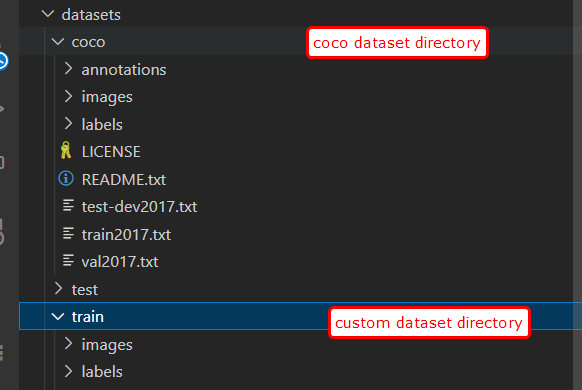 datasets
coco
coco dataset directory
annotations
images
labels
LICENSE
README.txt
test-dev2017.txt
train2017.txt
val2017.txt
test
train
custom dataset directory
images
labels